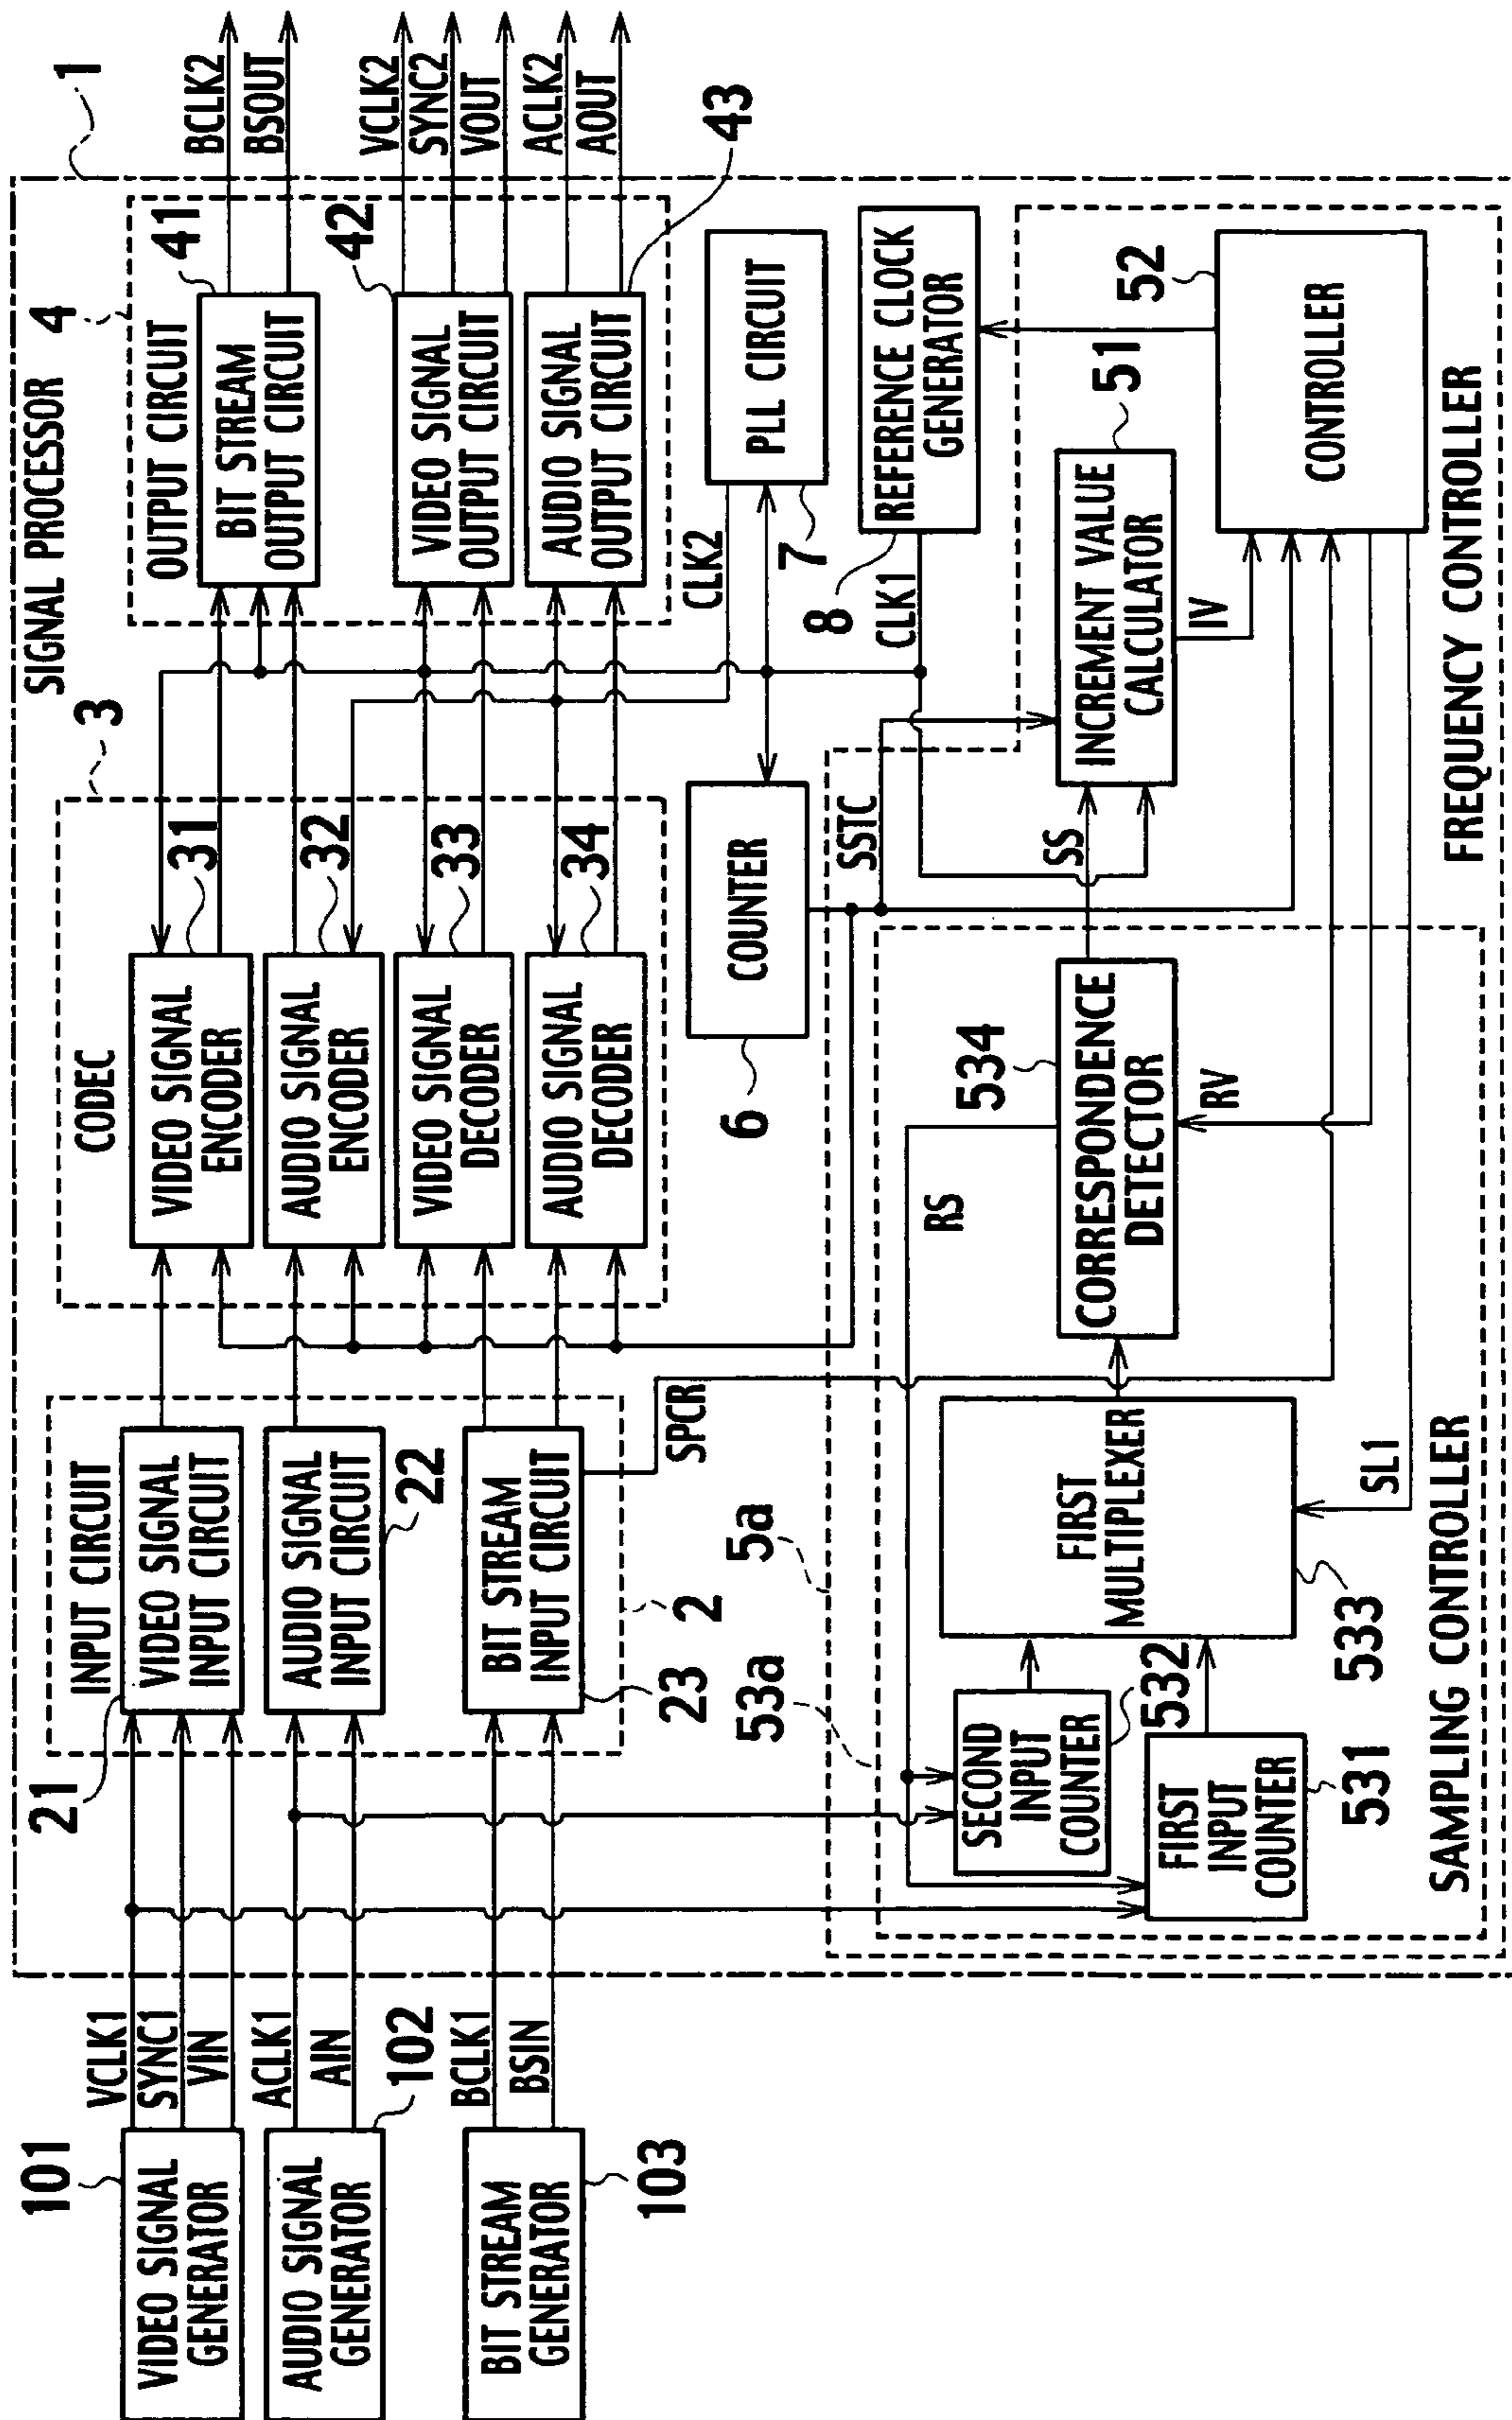 SIGNAL PROCESSOR
1
101
VIDEO SIGNAL
GENERATOR
VCLK1
SYNC1
VIN
102
AUDIO SIGNAL
GENERATOR
ACLK1
AIN
103
BIT STREAM
GENERATOR
BCLK1
BSIN
INPUT CIRCUIT
2
21
VIDEO SIGNAL
INPUT CIRCUIT
22
AUDIO SIGNAL
INPUT CIRCUIT
23
BIT STREAM
INPUT CIRCUIT
SPCR
CODEC
3
31
VIDEO SIGNAL
ENCODER
32
AUDIO SIGNAL
ENCODER
33
VIDEO SIGNAL
DECODER
34
AUDIO SIGNAL
DECODER
OUTPUT CIRCUIT
4
41
BIT STREAM
OUTPUT CIRCUIT
42
VIDEO SIGNAL
OUTPUT CIRCUIT
43
AUDIO SIGNAL
OUTPUT CIRCUIT
BCLK2
BSOUT
VCLK2
SYNC2
VOUT
ACLK2
AOUT
COUNTER
6
SSTC
CLK2
PLL CIRCUIT
7
REFERENCE CLOCK
GENERATOR
8
CLK1
5a
53a
SECOND
INPUT
COUNTER
532
FIRST
INPUT
COUNTER
531
FIRST
MULTIPLEXER
533
SL1
RS
534
CORRESPONDENCE
DETECTOR
RV
SS
INCREMENT VALUE
CALCULATOR
51
IV
52
CONTROLLER
SAMPLING CONTROLLER
FREQUENCY CONTROLLER